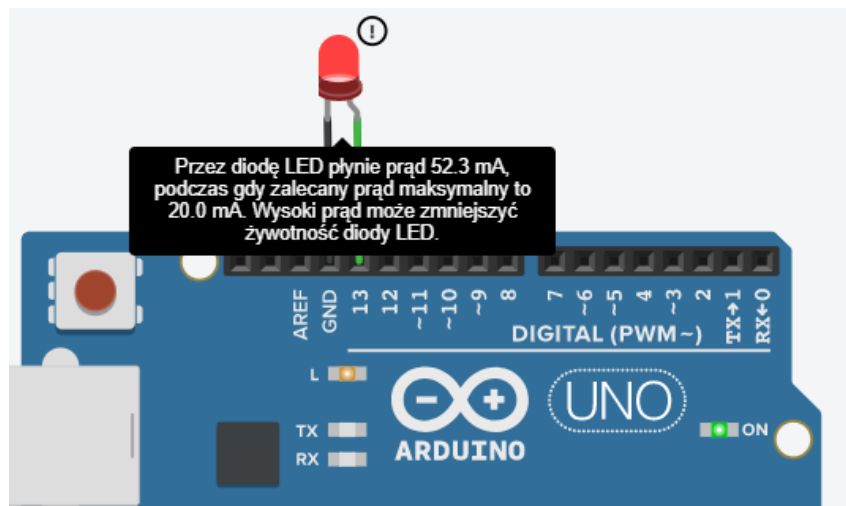 !
Przez diodę LED płynie prąd 52.3 mA,
podczas gdy zalecany prąd maksymalny to
20.0 mA. Wysoki prąd może zmniejszyć
żywotność diody LED.
AREF
GND
13
12
~11
~10
~9
8
7
~6
~5
4
~3
2
TX→1
RX←0
DIGITAL (PWM~)
L
TX
RX
ARDUINO
UNO
ON